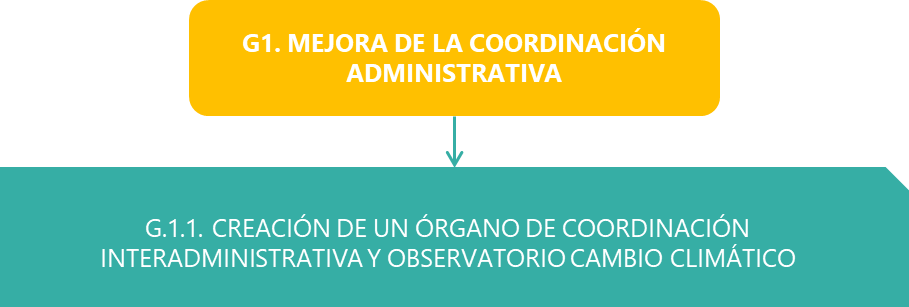 G1. MEJORA DE LA COORDINACIÓN
ADMINISTRATIVA
G.1.1. CREACIÓN DE UN ÓRGANO DE COORDINACIÓN
INTERADMINISTRATIVA Y OBSERVATORIO CAMBIO CLIMÁTICO